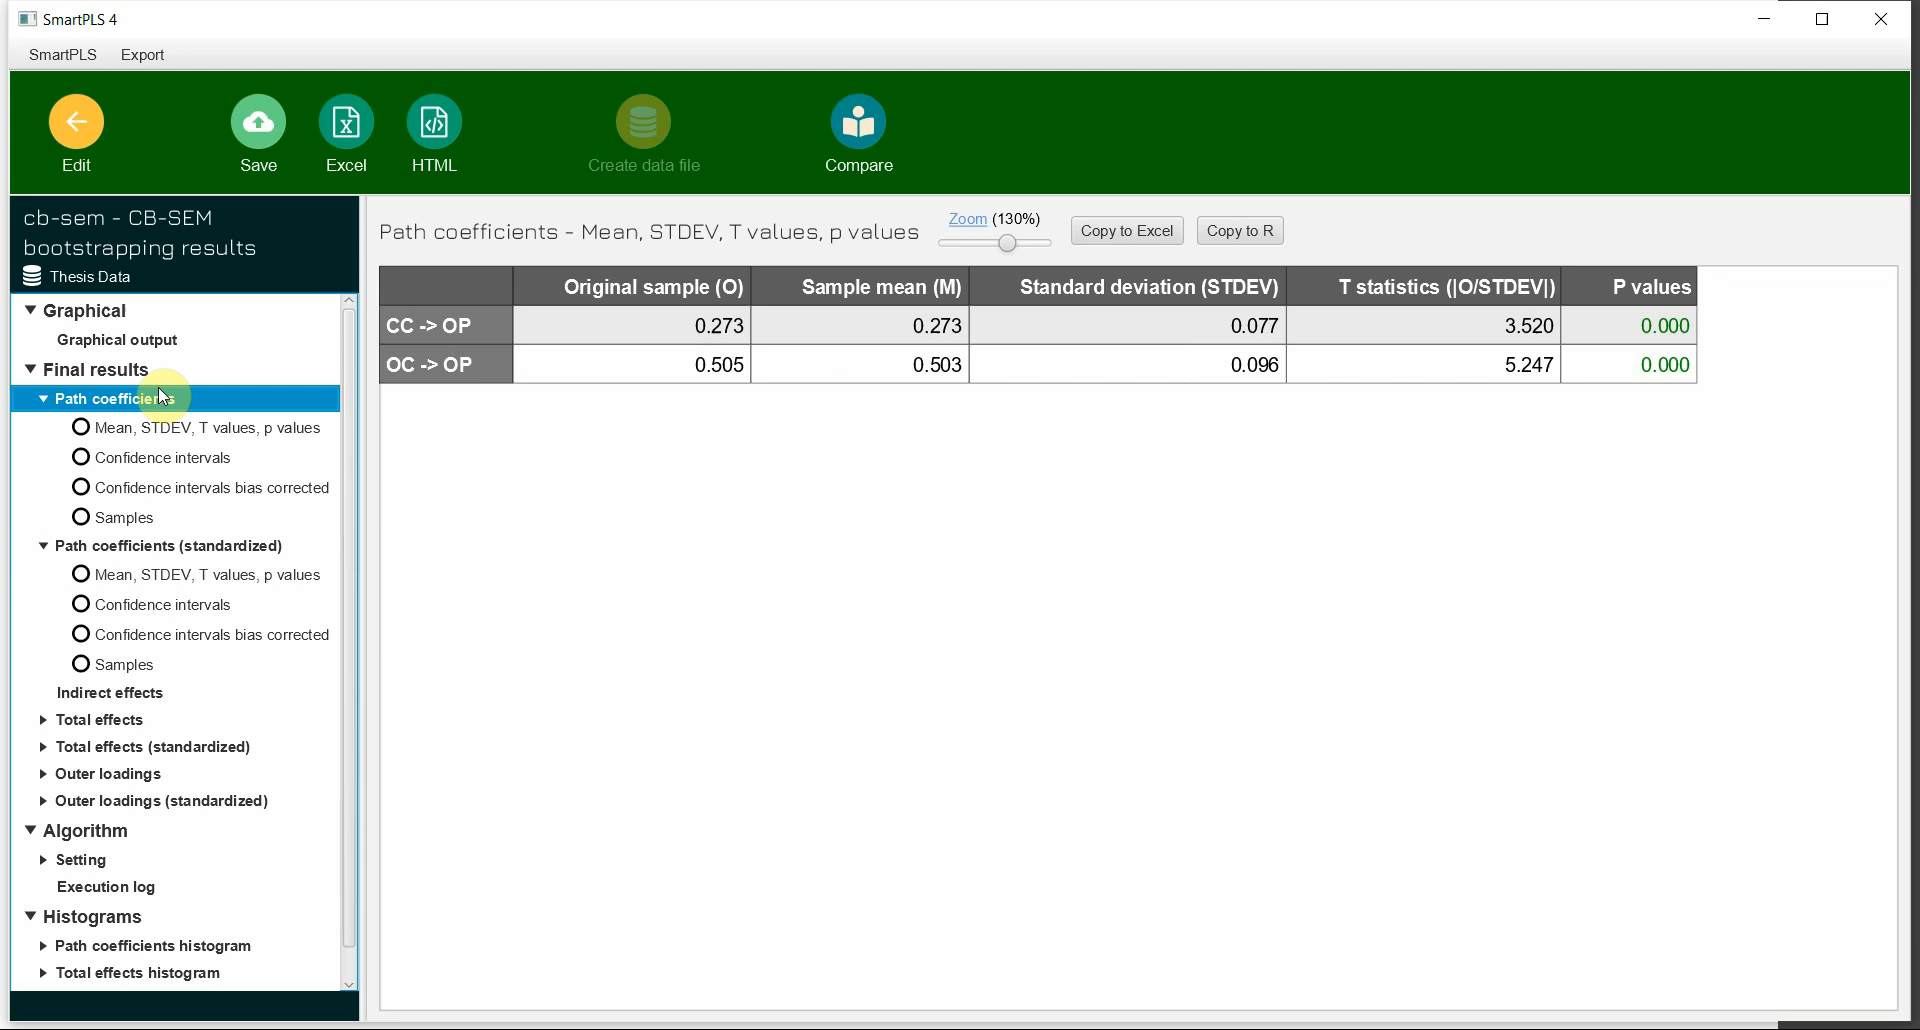 SmartPLS 4
SmartPLS Export
Edit Save Excel HTML Create data file Compare
cb-sem - CB-SEM
bootstrapping results
Thesis Data
Graphical
Graphical output
Final results
Path coefficients
Mean, STDEV, T values, p values
Confidence intervals
Confidence intervals bias corrected
Samples
Path coefficients (standardized)
Mean, STDEV, T values, p values
Confidence intervals
Confidence intervals bias corrected
Samples
Indirect effects
Total effects
Total effects (standardized)
Outer loadings
Outer loadings (standardized)
Algorithm
Setting
Execution log
Histograms
Path coefficients histogram
Total effects histogram
Path coefficients - Mean, STDEV, T values, p values Zoom (130%) Copy to Excel Copy to R
Original sample (O) Sample mean (M) Standard deviation (STDEV) T statistics (|O/STDEV|) P values
CC -> OP 0.273 0.273 0.077 3.520 0.000
OC -> OP 0.505 0.503 0.096 5.247 0.000